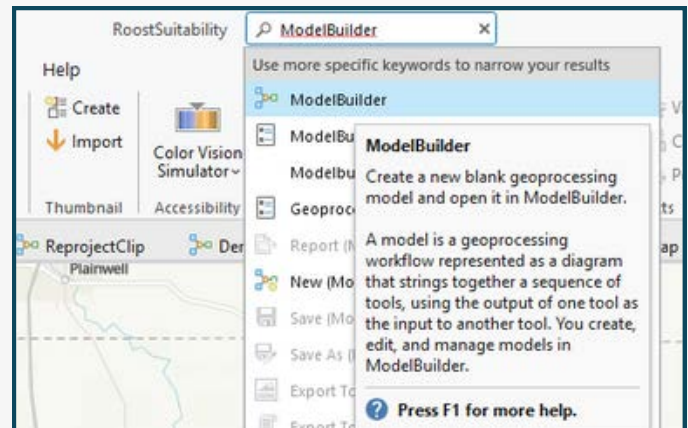 RoostSuitability
ModelBuilder
Help
Use more specific keywords to narrow your results
Create
Import
Color Vision
Simulator
Thumbnail
Accessibility
ModelBuilder
ModelBu
Modelbu
Geoproc
Report (M
New (Mo
Save (Mo
Save As (
Export To
ModelBuilder
Create a new blank geoprocessing
model and open it in ModelBuilder.
A model is a geoprocessing
workflow represented as a diagram
that strings together a sequence of
tools, using the output of one tool as
the input to another tool. You create,
edit, and manage models in
ModelBuilder.
Press F1 for more help.
ReprojectClip
Der
ap
Plainwell